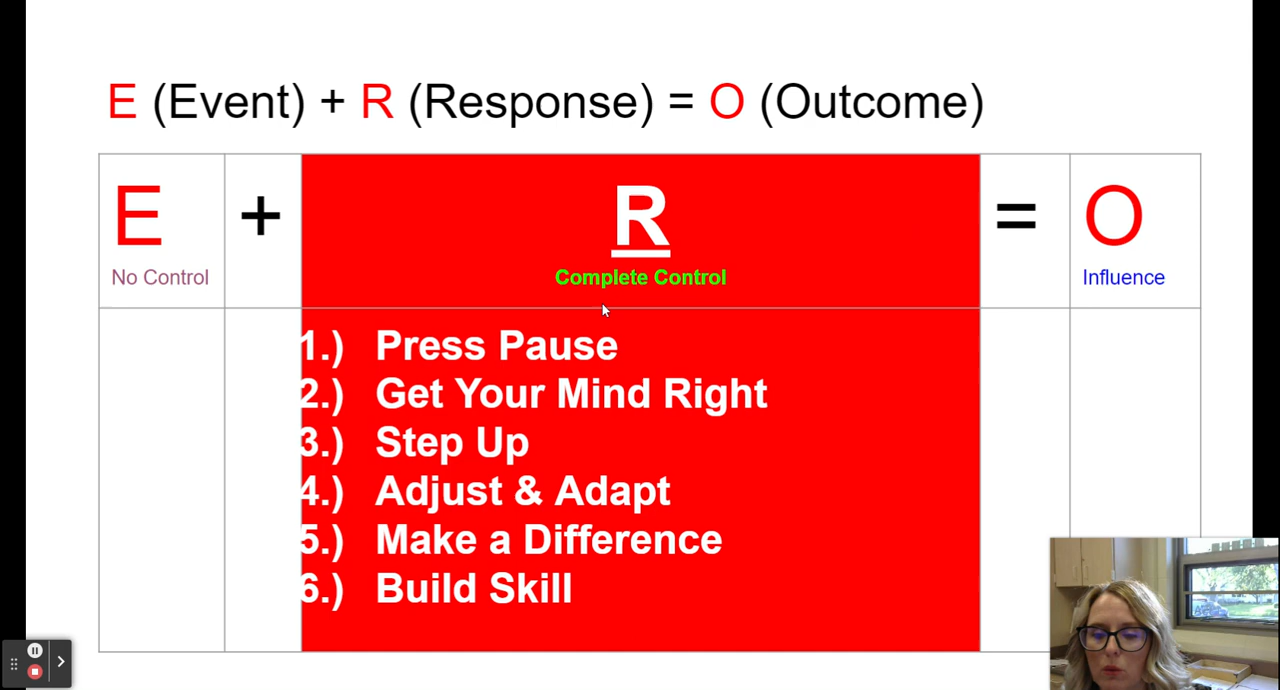 E (Event) + R (Response) = O (Outcome)
E + R = O
No Control Complete Control Influence
1.) Press Pause
2.) Get Your Mind Right
3.) Step Up
4.) Adjust & Adapt
5.) Make a Difference
6.) Build Skill